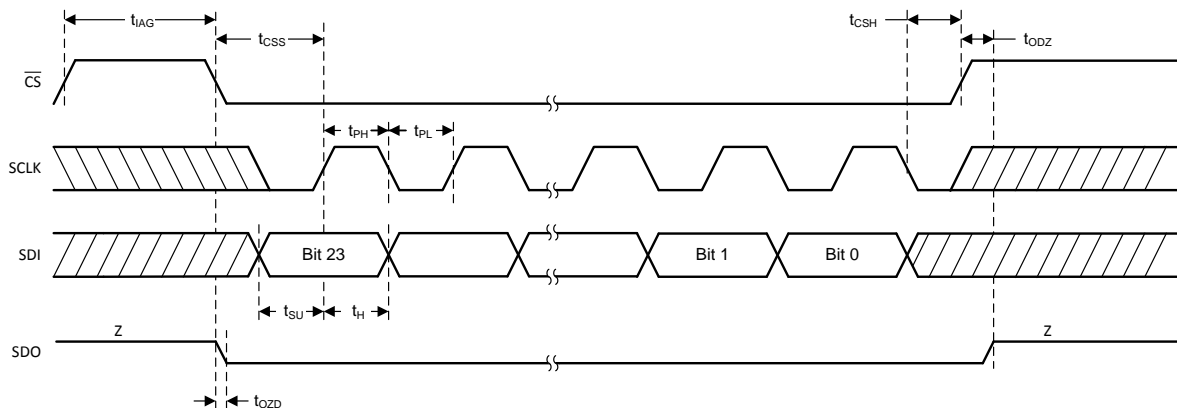 tIAG
tCSS
tCSH
tODZ
CS
tPH
tPL
SCLK
SDI
Bit 23
Bit 1
Bit 0
tSU
tH
Z
Z
SDO
tOZD